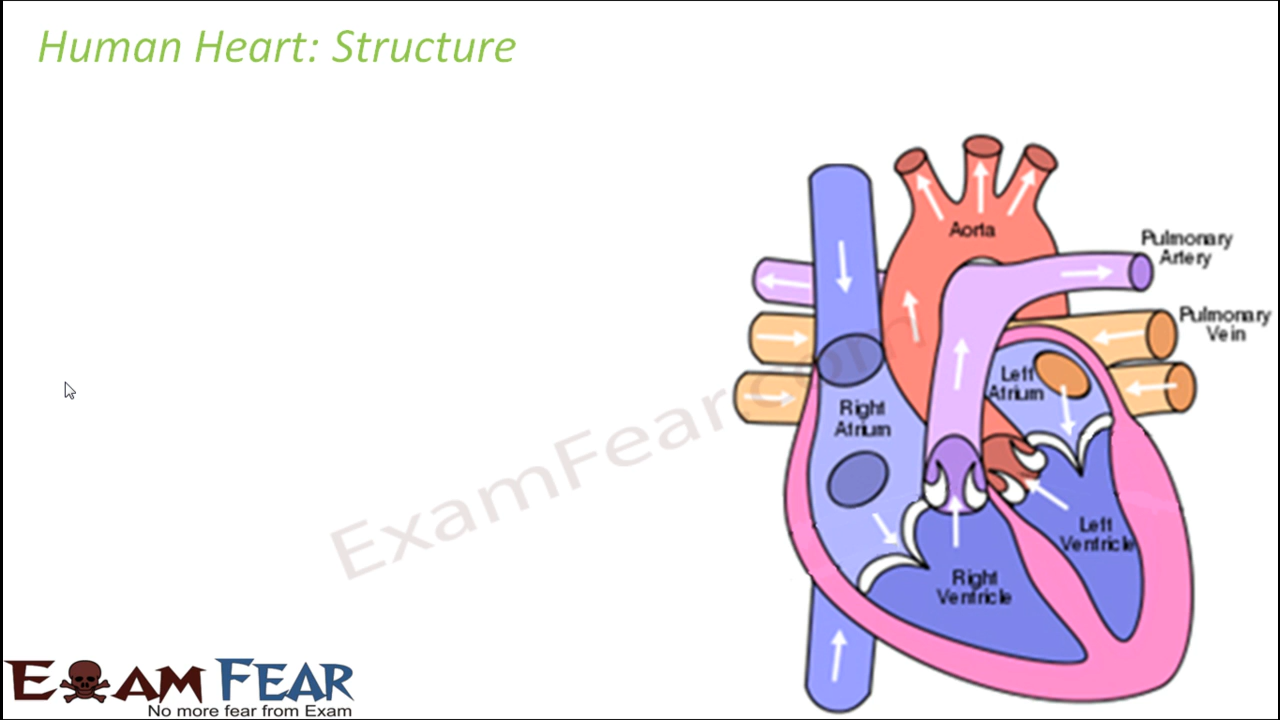 Human Heart: Structure
Aorta
Pulmonary
Artery
Pulmonary
Vein
Left
Atrium
Right
Atrium
Left
Ventricle
Right
Ventricle
ExamFear.com
EXAM FEAR
No more fear from Exam